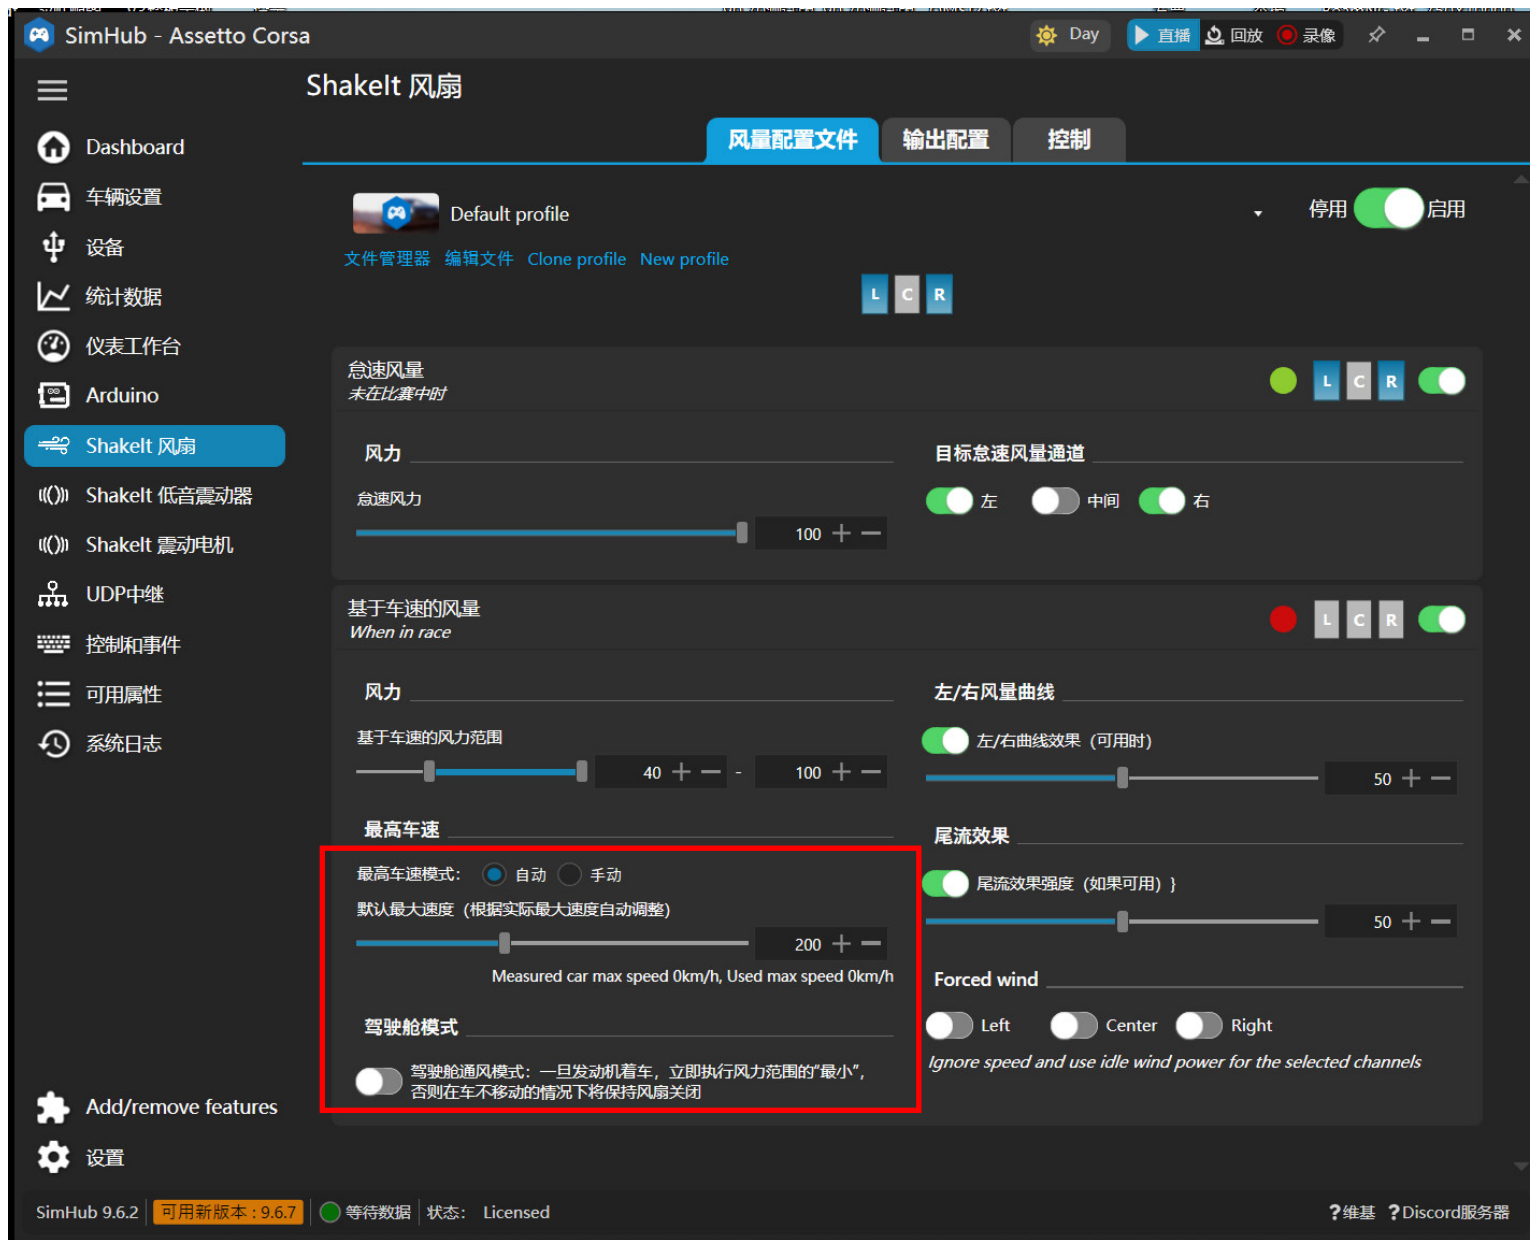 SimHub - Assetto Corsa
Day
直播
回放
录像
ShakeIt 风扇
风量配置文件
输出配置
控制
Dashboard
车辆设置
设备
统计数据
仪表工作台
Arduino
ShakeIt 风扇
ShakeIt 低音震动器
ShakeIt 震动电机
UDP中继
控制和事件
可用属性
系统日志
Add/remove features
设置
Default profile
停用
启用
文件管理器 编辑文件 Clone profile New profile
L C R
怠速风量
未在比赛中时
L C R
风力
怠速风力
100
目标怠速风量通道
左 中间 右
基于车速的风量
When in race
L C R
风力
基于车速的风力范围
40 - 100
最高车速
最高车速模式: 自动 手动
默认最大速度 (根据实际最大速度自动调整)
200
Measured car max speed 0km/h, Used max speed 0km/h
驾驶舱模式
驾驶舱通风模式: 一旦发动机着车, 立即执行风力范围的"最小",
否则在车不移动的情况下将保持风扇关闭
左/右风量曲线
左/右曲线效果 (可用时)
50
尾流效果
尾流效果强度 (如果可用) }
50
Forced wind
Left Center Right
Ignore speed and use idle wind power for the selected channels
SimHub 9.6.2
可用新版本 : 9.6.7
等待数据
状态: Licensed
?维基 ?Discord服务器